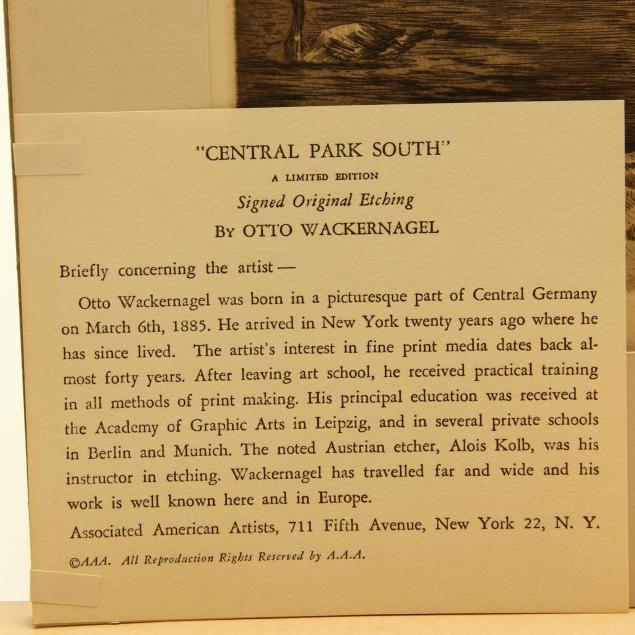 "CENTRAL PARK SOUTH"
A LIMITED EDITION
Signed Original Etching
By OTTO WACKERNAGEL
Briefly concerning the artist —
Otto Wackernagel was born in a picturesque part of Central Germany
on March 6th, 1885. He arrived in New York twenty years ago where he
has since lived. The artist's interest in fine print media dates back al-
most forty years. After leaving art school, he received practical training
in all methods of print making. His principal education was received at
the Academy of Graphic Arts in Leipzig, and in several private schools
in Berlin and Munich. The noted Austrian etcher, Alois Kolb, was his
instructor in etching. Wackernagel has travelled far and wide and his
work is well known here and in Europe.
Associated American Artists, 711 Fifth Avenue, New York 22, N. Y.
©AAA. All Reproduction Rights Reserved by A.A.A.